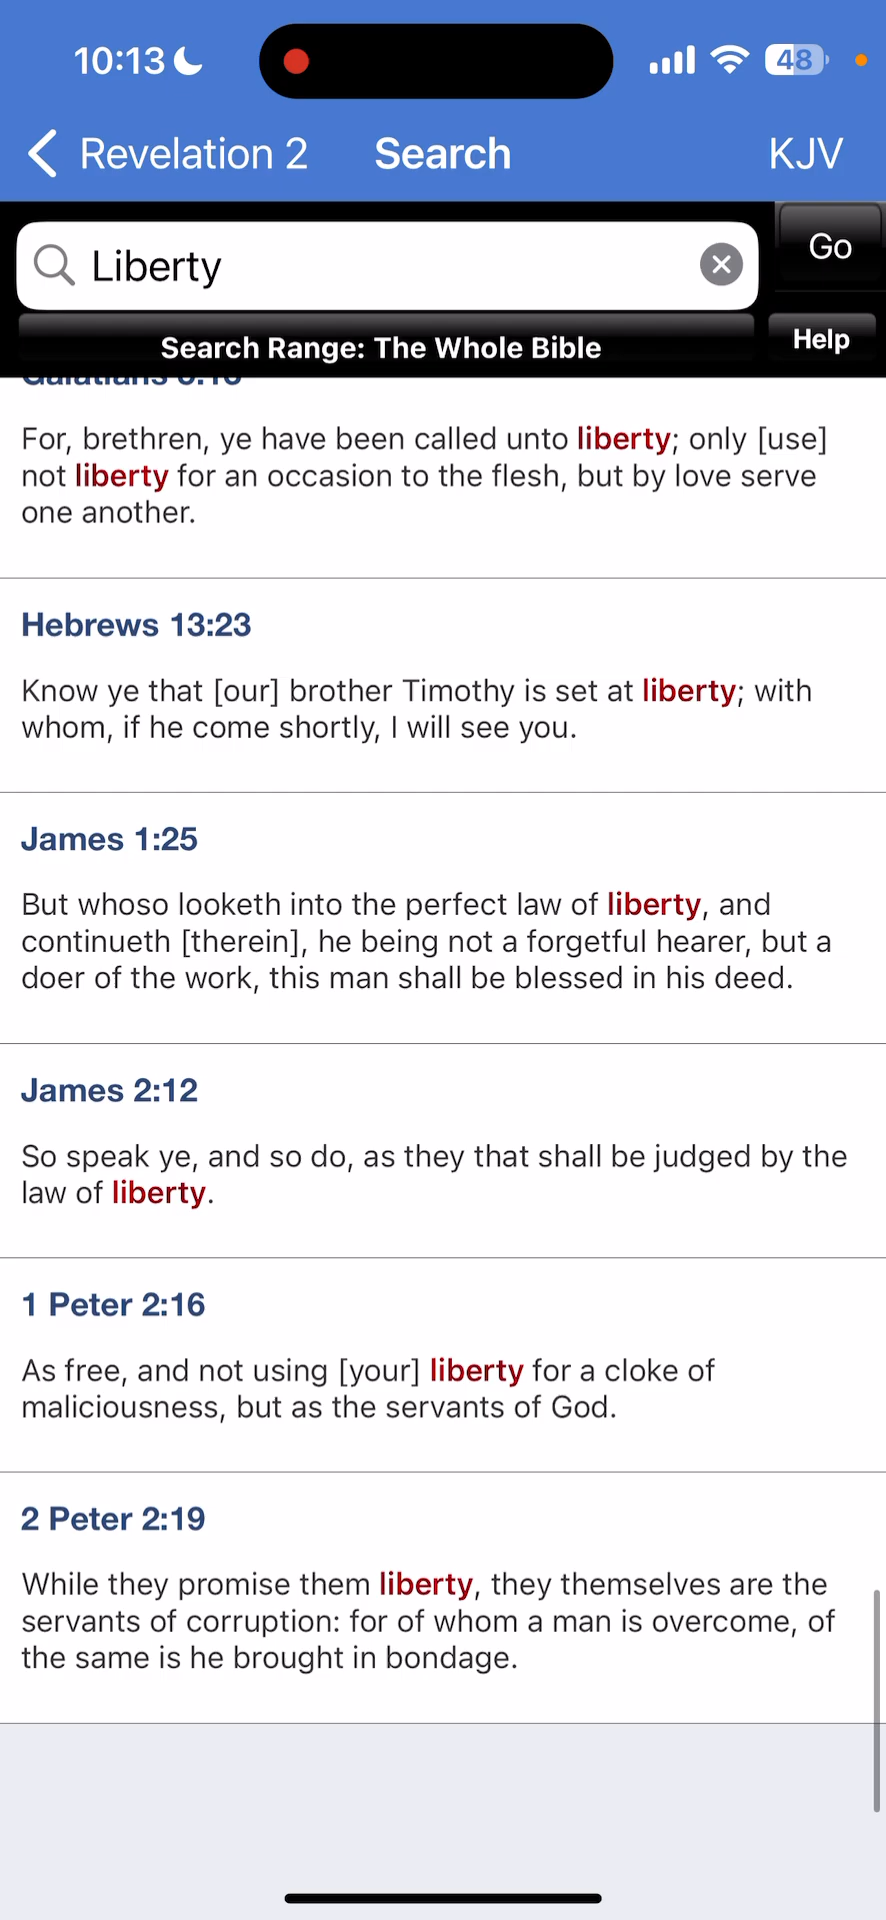 10:13
48
Revelation 2
Search
KJV
Liberty
Go
Search Range: The Whole Bible
Help
For, brethren, ye have been called unto liberty; only [use]
not liberty for an occasion to the flesh, but by love serve
one another.
Hebrews 13:23
Know ye that [our] brother Timothy is set at liberty; with
whom, if he come shortly, I will see you.
James 1:25
But whoso looketh into the perfect law of liberty, and
continueth [therein], he being not a forgetful hearer, but a
doer of the work, this man shall be blessed in his deed.
James 2:12
So speak ye, and so do, as they that shall be judged by the
law of liberty.
1 Peter 2:16
As free, and not using [your] liberty for a cloke of
maliciousness, but as the servants of God.
2 Peter 2:19
While they promise them liberty, they themselves are the
servants of corruption: for of whom a man is overcome, of
the same is he brought in bondage.